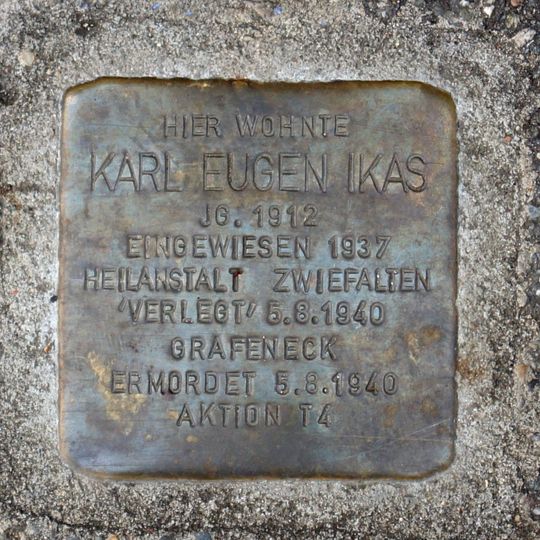 HIER WOHNTE
KARL EUGEN IKAS
JG. 1912
EINGEWIESEN 1937
HEILANSTALT ZWIEFALTEN
'VERLEGT' 5.8.1940
GRAFENECK
ERMORDET 5.8.1940
AKTION T4